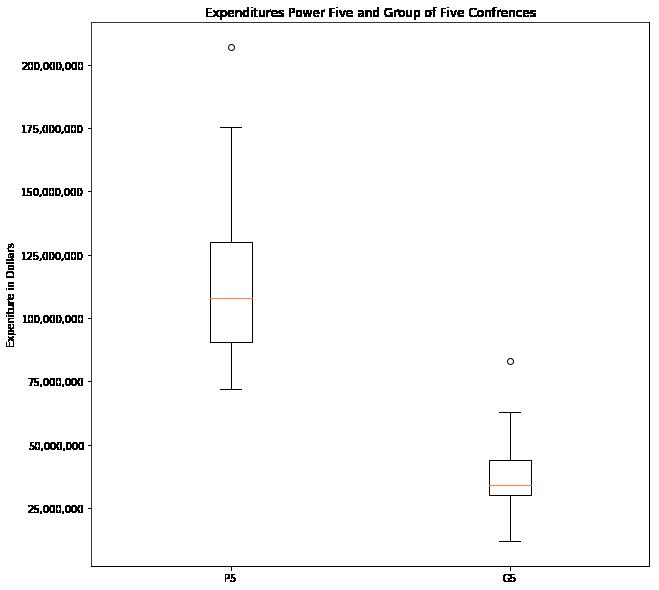 Expenditures Power Five and Group of Five Confrences
200,000,000
175,000,000
150,000,000
125,000,000
100,000,000
75,000,000
50,000,000
25,000,000
Expeniture in Dollars
P5
G5